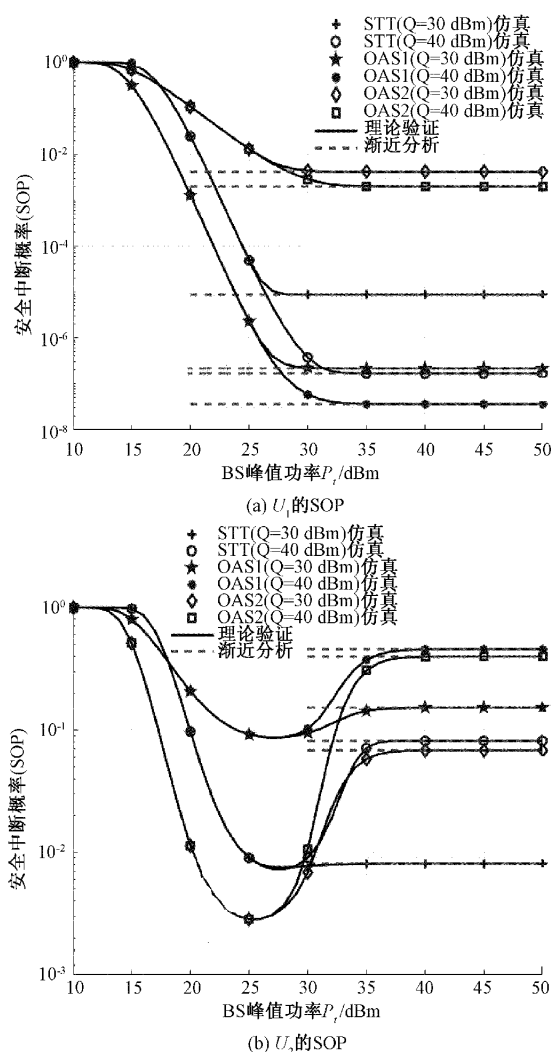 STT(Q=30 dBm)仿真
STT(Q=40 dBm)仿真
OAS1(Q=30 dBm)仿真
OAS1(Q=40 dBm)仿真
OAS2(Q=30 dBm)仿真
OAS2(Q=40 dBm)仿真
理论验证
渐近分析
10^0
10^-2
10^-4
10^-6
10^-8
安全中断概率(SOP)
10 15 20 25 30 35 40 45 50
BS峰值功率P_t/dBm
(a) U_1的SOP
STT(Q=30 dBm)仿真
STT(Q=40 dBm)仿真
OAS1(Q=30 dBm)仿真
OAS1(Q=40 dBm)仿真
OAS2(Q=30 dBm)仿真
OAS2(Q=40 dBm)仿真
理论验证
渐近分析
10^0
10^-1
10^-2
10^-3
安全中断概率(SOP)
10 15 20 25 30 35 40 45 50
BS峰值功率P_t/dBm
(b) U_2的SOP